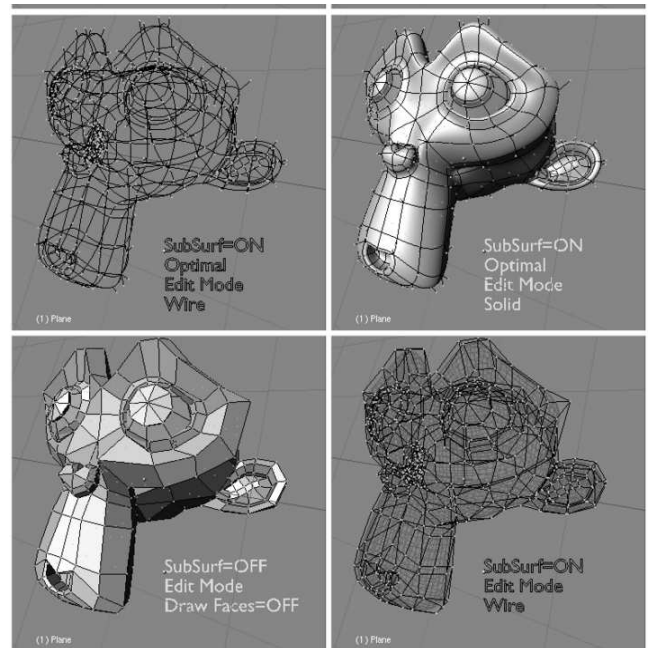 SubSurf=ON
Optimal
Edit Mode
Wire
(1) Plane
SubSurf=ON
Optimal
Edit Mode
Solid
(1) Plane
SubSurf=OFF
Edit Mode
Draw Faces=OFF
(1) Plane
SubSurf=ON
Edit Mode
Wire
(1) Plane